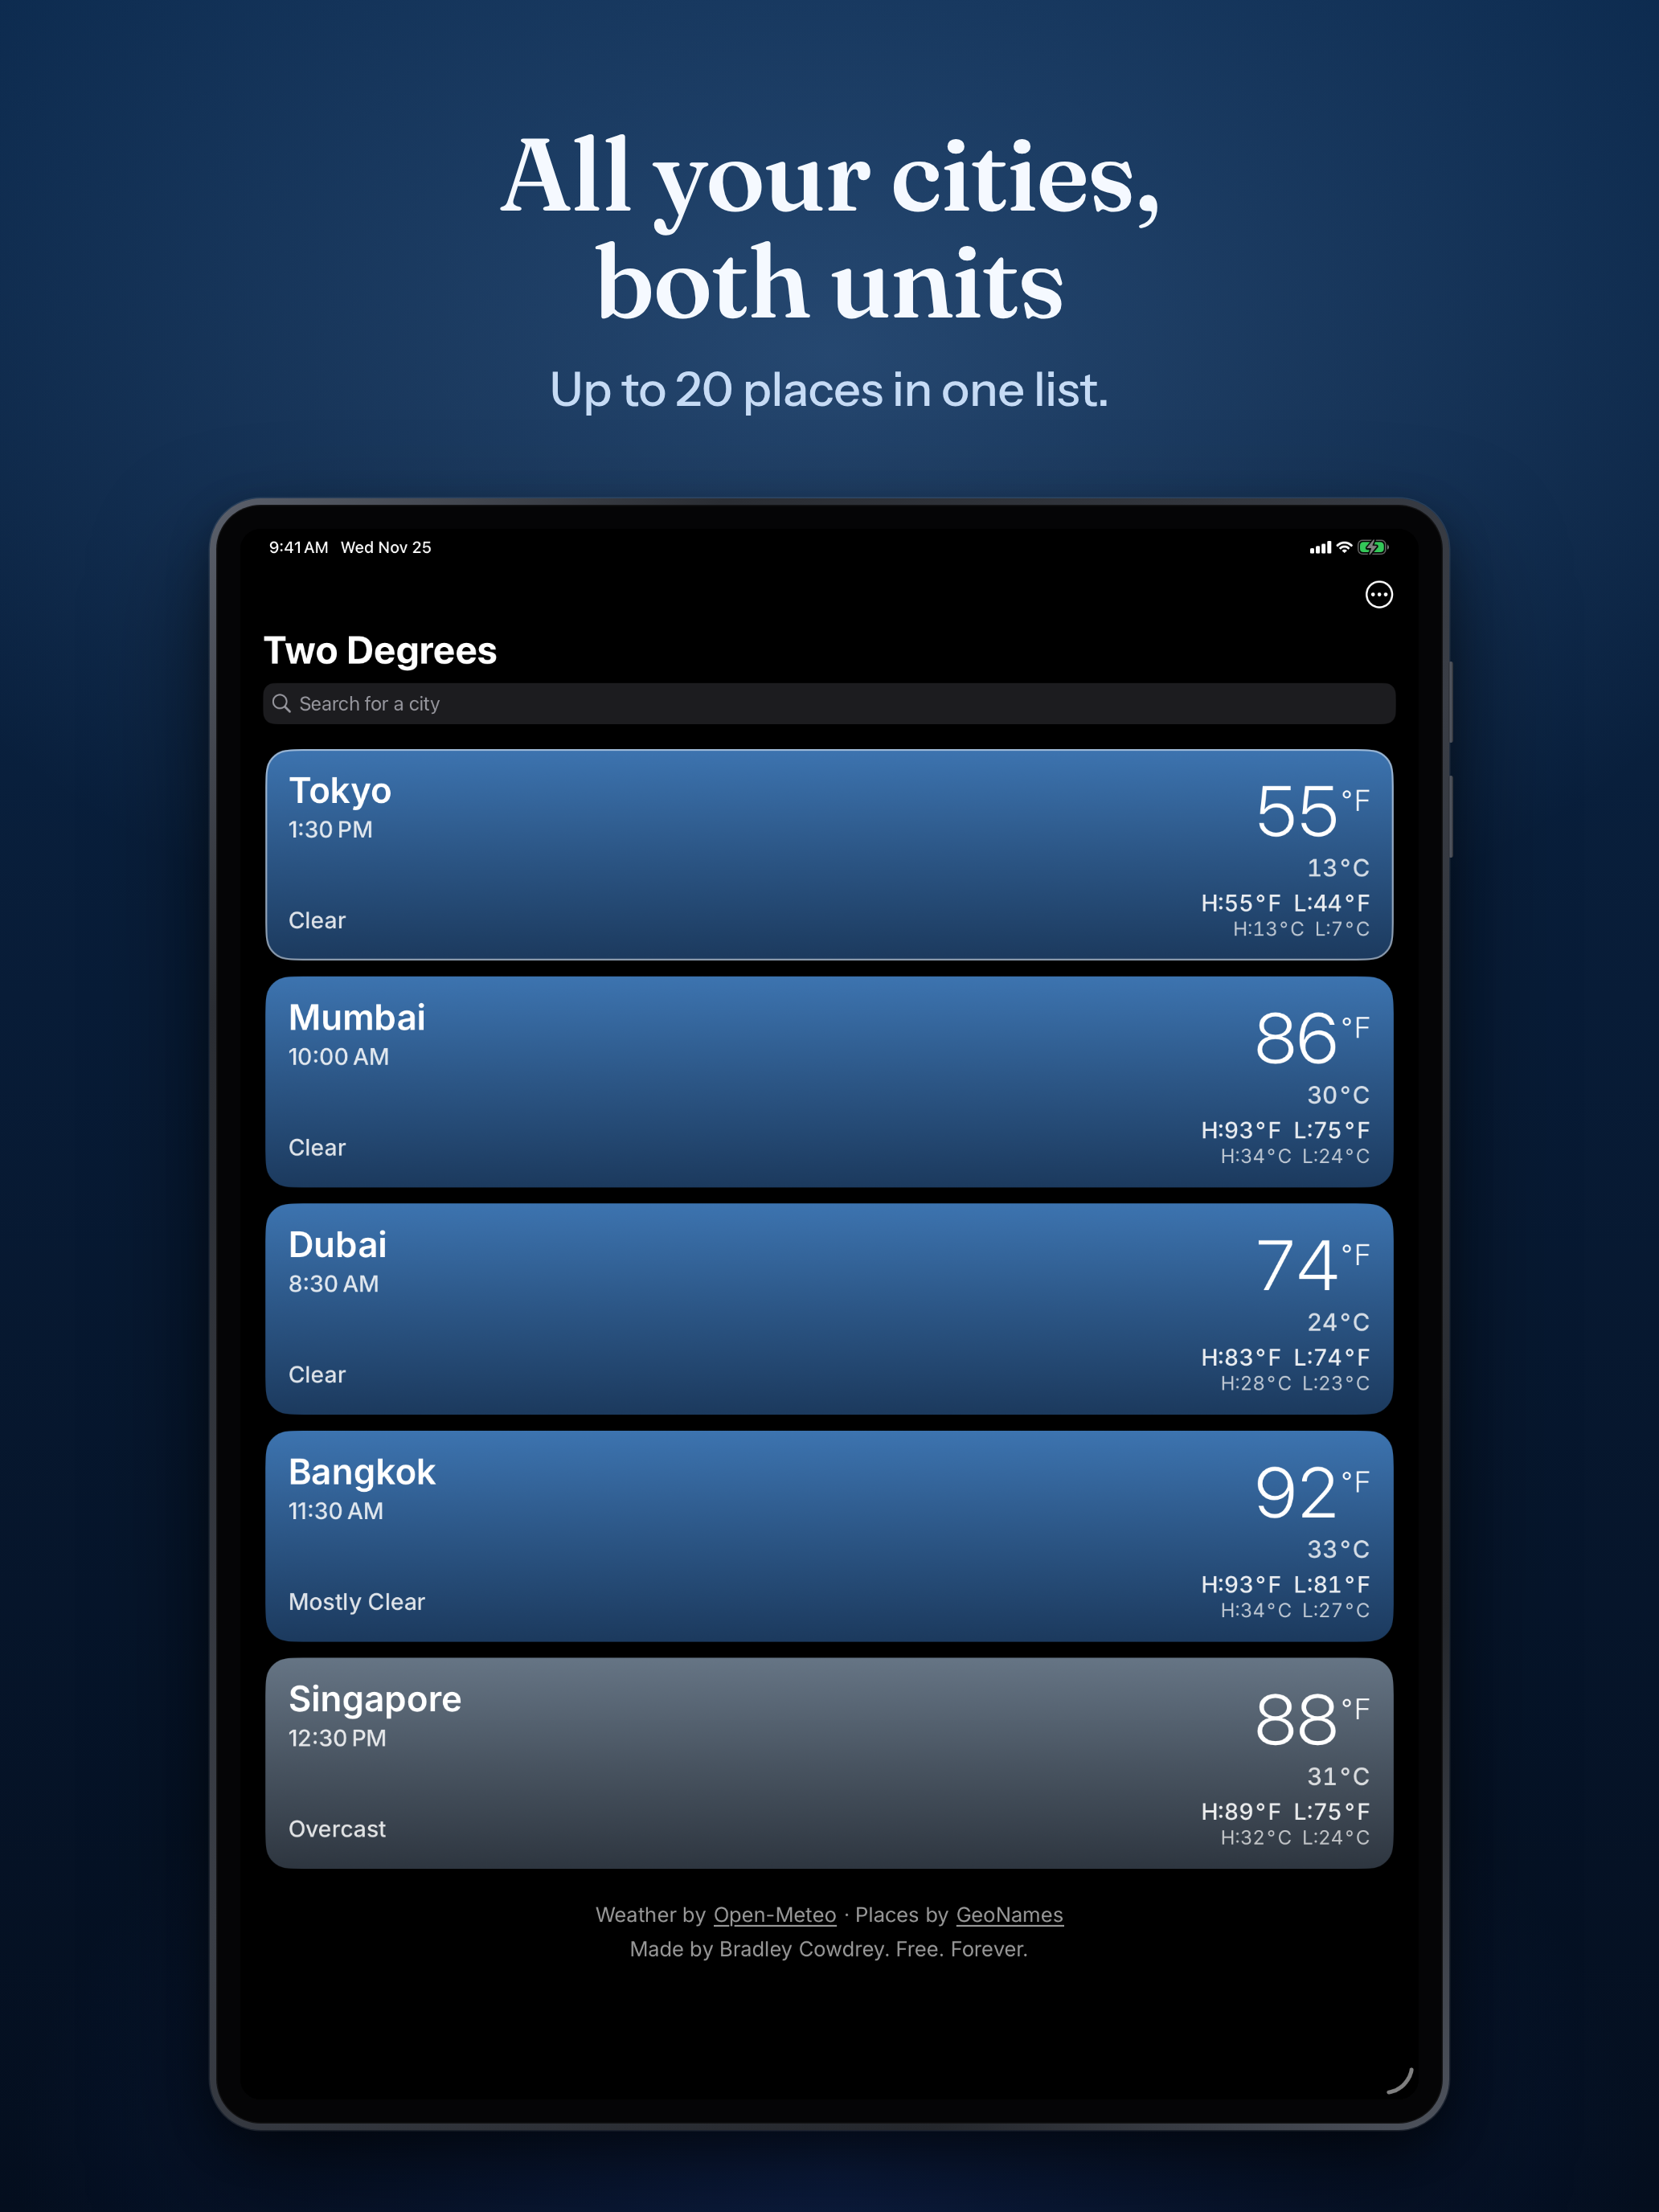 All your cities,
both units
Up to 20 places in one list.
9:41 AM Wed Nov 25
Two Degrees
Search for a city
Tokyo
1:30 PM
Clear
55°F
13°C
H:55°F L:44°F
H:13°C L:7°C
Mumbai
10:00 AM
Clear
86°F
30°C
H:93°F L:75°F
H:34°C L:24°C
Dubai
8:30 AM
Clear
74°F
24°C
H:83°F L:74°F
H:28°C L:23°C
Bangkok
11:30 AM
Mostly Clear
92°F
33°C
H:93°F L:81°F
H:34°C L:27°C
Singapore
12:30 PM
Overcast
88°F
31°C
H:89°F L:75°F
H:32°C L:24°C
Weather by Open-Meteo · Places by GeoNames
Made by Bradley Cowdrey. Free. Forever.